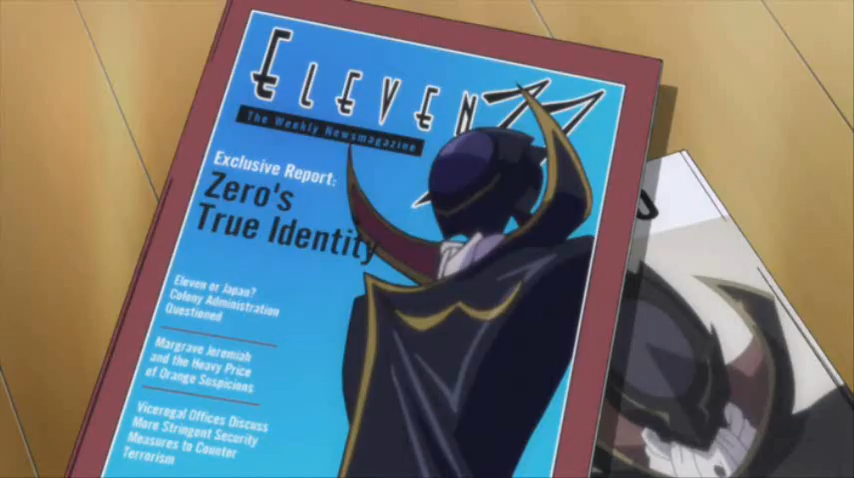 ELEVEN
The Weekly Newsmagazine
Exclusive Report:
Zero's
True Identity
Eleven or Japan?
Colony Administration
Questioned
Margrave Jeremiah
and the Heavy Price
of Orange Suspicions
Viceregal Offices Discuss
More Stringent Security
Measures to Counter
Terrorism